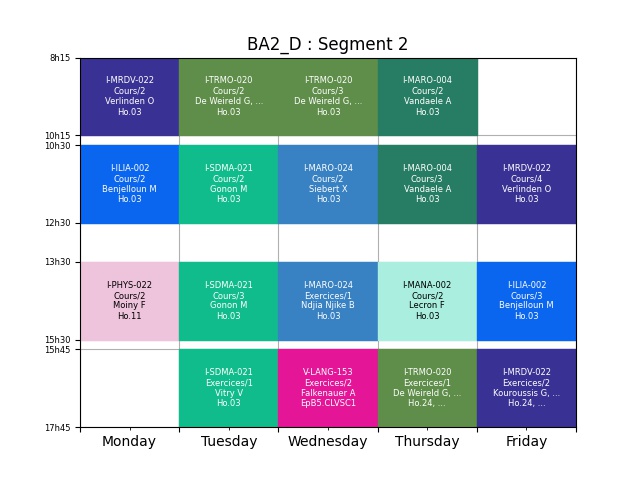 BA2_D : Segment 2
8h15
I-MRDV-022
Cours/2
Verlinden O
Ho.03
I-TRMO-020
Cours/2
De Weireld G, ...
Ho.03
I-TRMO-020
Cours/3
De Weireld G, ...
Ho.03
I-MARO-004
Cours/2
Vandaele A
Ho.03
10h15
10h30
I-ILIA-002
Cours/2
Benjelloun M
Ho.03
I-SDMA-021
Cours/2
Gonon M
Ho.03
I-MARO-024
Cours/2
Siebert X
Ho.03
I-MARO-004
Cours/3
Vandaele A
Ho.03
I-MRDV-022
Cours/4
Verlinden O
Ho.03
12h30
13h30
I-PHYS-022
Cours/2
Moiny F
Ho.11
I-SDMA-021
Cours/3
Gonon M
Ho.03
I-MARO-024
Exercices/1
Ndjia Njike B
Ho.03
I-MANA-002
Cours/2
Lecron F
Ho.03
I-ILIA-002
Cours/3
Benjelloun M
Ho.03
15h30
15h45
I-SDMA-021
Exercices/1
Vitry V
Ho.03
V-LANG-153
Exercices/2
Falkenauer A
EpB5.CLVSC1
I-TRMO-020
Exercices/1
De Weireld G, ...
Ho.24, ...
I-MRDV-022
Exercices/2
Kouroussis G, ...
Ho.24, ...
17h45
Monday
Tuesday
Wednesday
Thursday
Friday